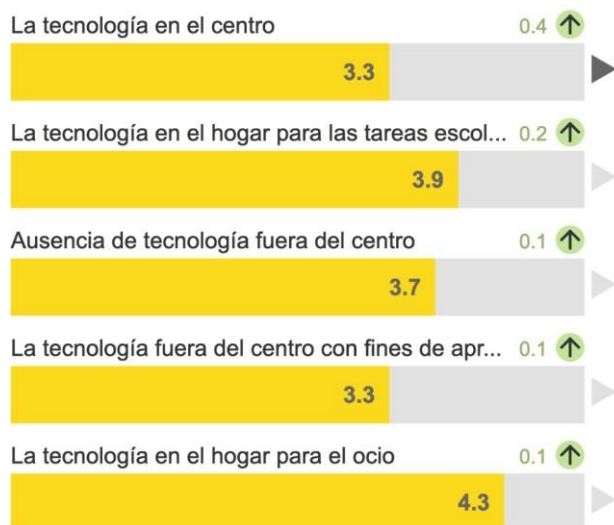 La tecnología en el centro 0.4
3.3
La tecnología en el hogar para las tareas escol... 0.2
3.9
Ausencia de tecnología fuera del centro 0.1
3.7
La tecnología fuera del centro con fines de apr... 0.1
3.3
La tecnología en el hogar para el ocio 0.1
4.3